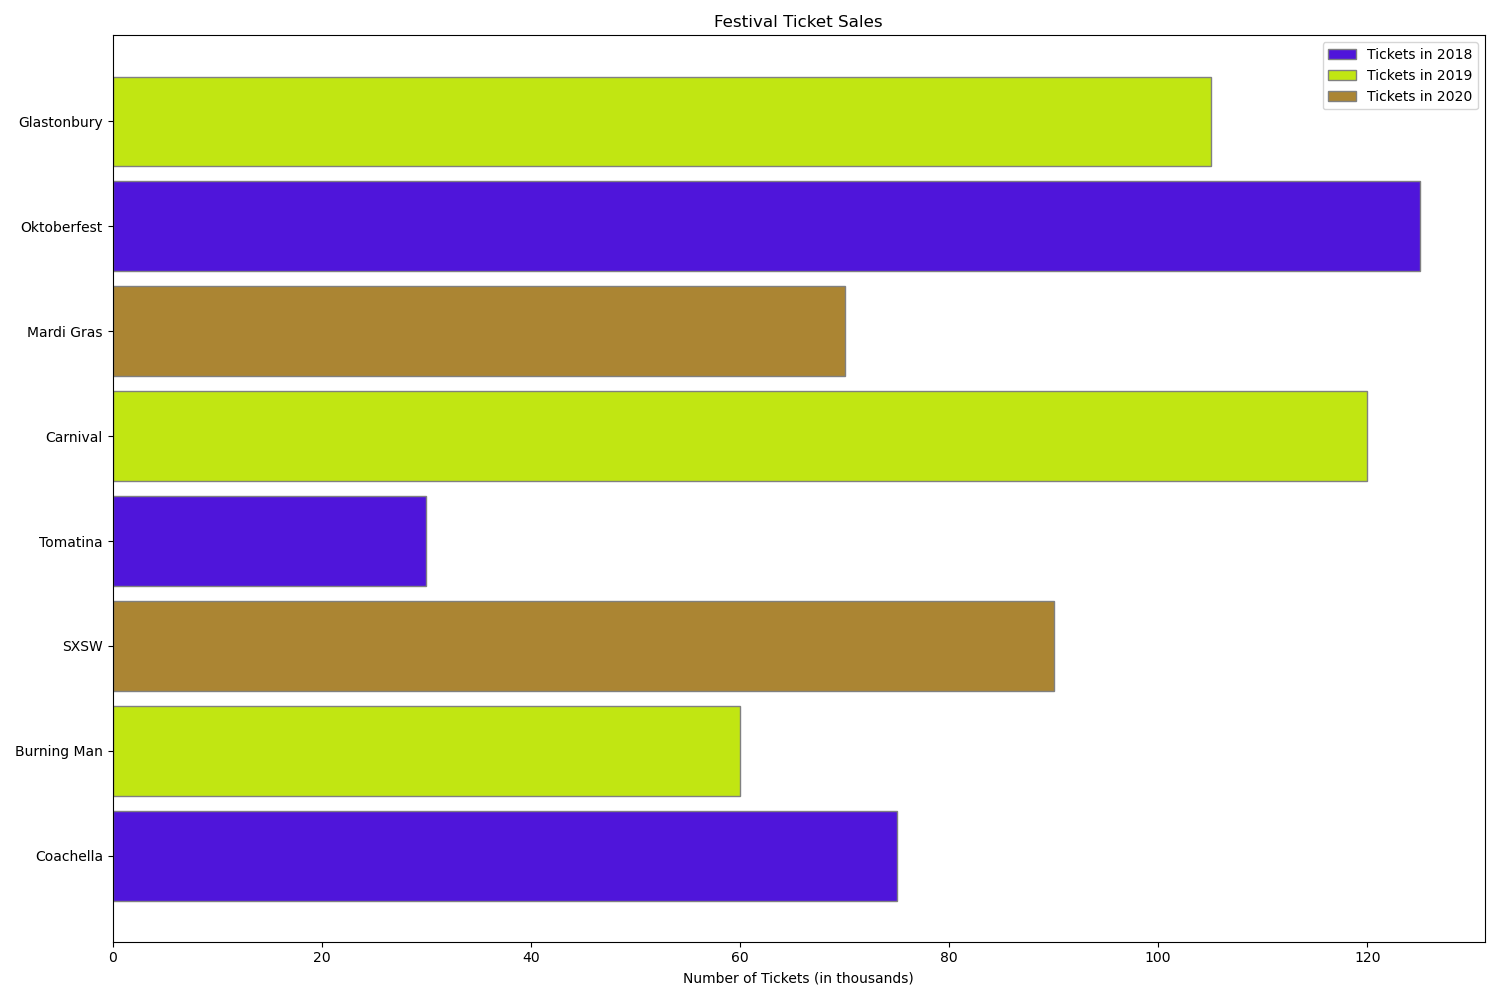 Festival Ticket Sales
Tickets in 2018
Tickets in 2019
Tickets in 2020
Glastonbury
Oktoberfest
Mardi Gras
Carnival
Tomatina
SXSW
Burning Man
Coachella
0 20 40 60 80 100 120
Number of Tickets (in thousands)